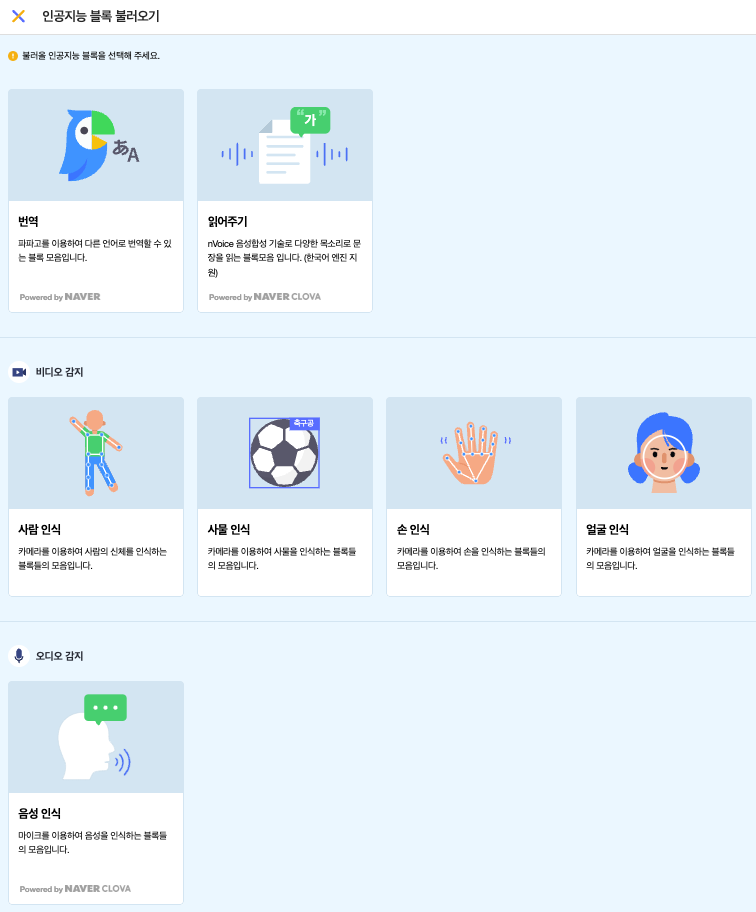 인공지능 블록 불러오기
불러올 인공지능 블록을 선택해 주세요.
あA
“가”
번역
파파고를 이용하여 다른 언어로 번역할 수 있
는 블록 모음입니다.
Powered by NAVER
읽어주기
nVoice 음성합성 기술로 다양한 목소리로 문
장을 읽는 블록모음 입니다. (한국어 엔진 지
원)
Powered by NAVER CLOVA
비디오 감지
축구공
사람 인식
카메라를 이용하여 사람의 신체를 인식하는
블록들의 모음입니다.
사물 인식
카메라를 이용하여 사물을 인식하는 블록들
의 모음입니다.
손 인식
카메라를 이용하여 손을 인식하는 블록들의
모음입니다.
얼굴 인식
카메라를 이용하여 얼굴을 인식하는 블록들
의 모음입니다.
오디오 감지
음성 인식
마이크를 이용하여 음성을 인식하는 블록들
의 모음입니다.
Powered by NAVER CLOVA